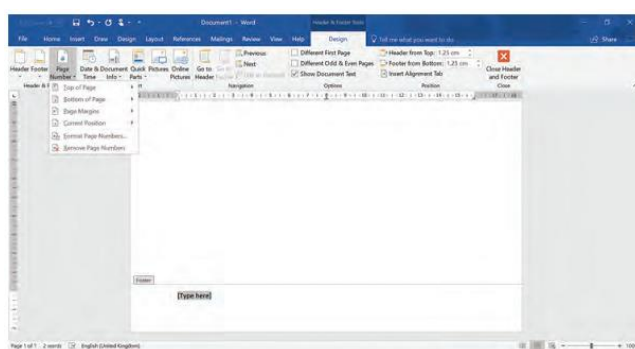 Document1 - Word
Header & Footer Tools
File Home Insert Draw Design Layout References Mailings Review View Help Design Tell me what you want to do Share
Header Footer Page Number Date & Time Document Info Quick Parts Pictures Online Pictures Go to Header Go to
Previous
Next
Different First Page
Different Odd & Even Pages
Show Document Text
Header from Top: 1.25 cm
Footer from Bottom: 1.25 cm
Insert Alignment Tab
Close Header and Footer
Navigation Options Position Close
Top of Page
Bottom of Page
Page Margins
Current Position
Format Page Numbers...
Remove Page Numbers
Footer
[Type here]
Page 1 of 1 2 words English (United Kingdom)